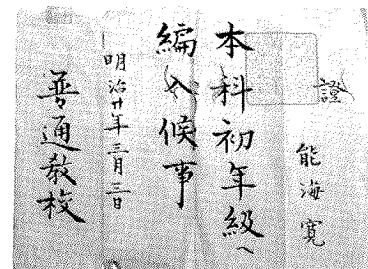 證
能海寛
本科初年級へ
編入候事
明治廿年三月三日
普通教校